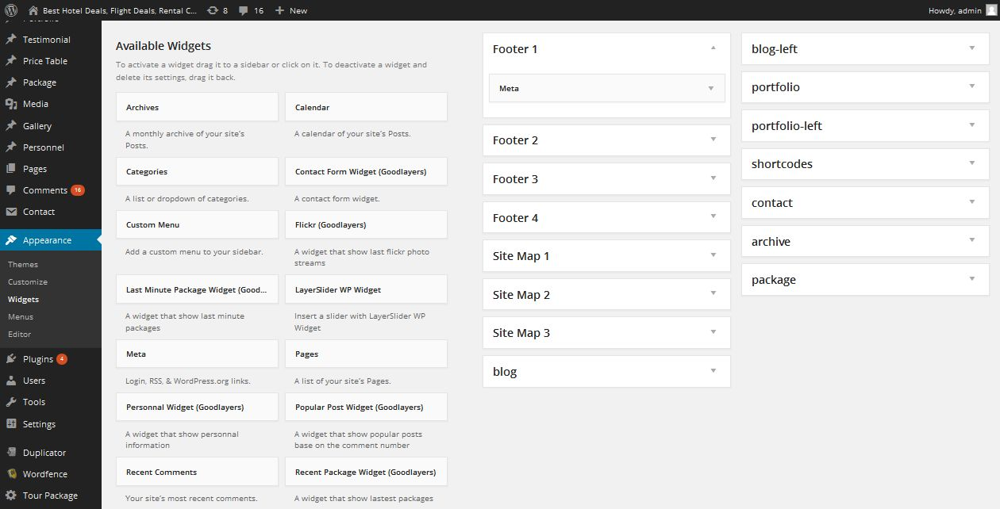 Best Hotel Deals, Flight Deals, Rental C... 8 16 New Howdy, admin
Testimonial
Price Table
Package
Media
Gallery
Personnel
Pages
Comments 16
Contact
Appearance
Themes
Customize
Widgets
Menus
Editor
Plugins 4
Users
Tools
Settings
Duplicator
Wordfence
Tour Package
Available Widgets
To activate a widget drag it to a sidebar or click on it. To deactivate a widget and
delete its settings, drag it back.
Archives
A monthly archive of your site’s
Posts.
Calendar
A calendar of your site’s Posts.
Categories
A list or dropdown of categories.
Contact Form Widget (Goodlayers)
A contact form widget.
Custom Menu
Add a custom menu to your sidebar.
Flickr (Goodlayers)
A widget that show last flickr photo
streams
Last Minute Package Widget (Good...
A widget that show last minute
packages
LayerSlider WP Widget
Insert a slider with LayerSlider WP
Widget
Meta
Login, RSS, & WordPress.org links.
Pages
A list of your site’s Pages.
Personnal Widget (Goodlayers)
A widget that show personnal
information
Popular Post Widget (Goodlayers)
A widget that show popular posts
base on the comment number
Recent Comments
Your site’s most recent comments.
Recent Package Widget (Goodlayers)
A widget that show lastest packages
Footer 1
Meta
Footer 2
Footer 3
Footer 4
Site Map 1
Site Map 2
Site Map 3
blog
blog-left
portfolio
portfolio-left
shortcodes
contact
archive
package